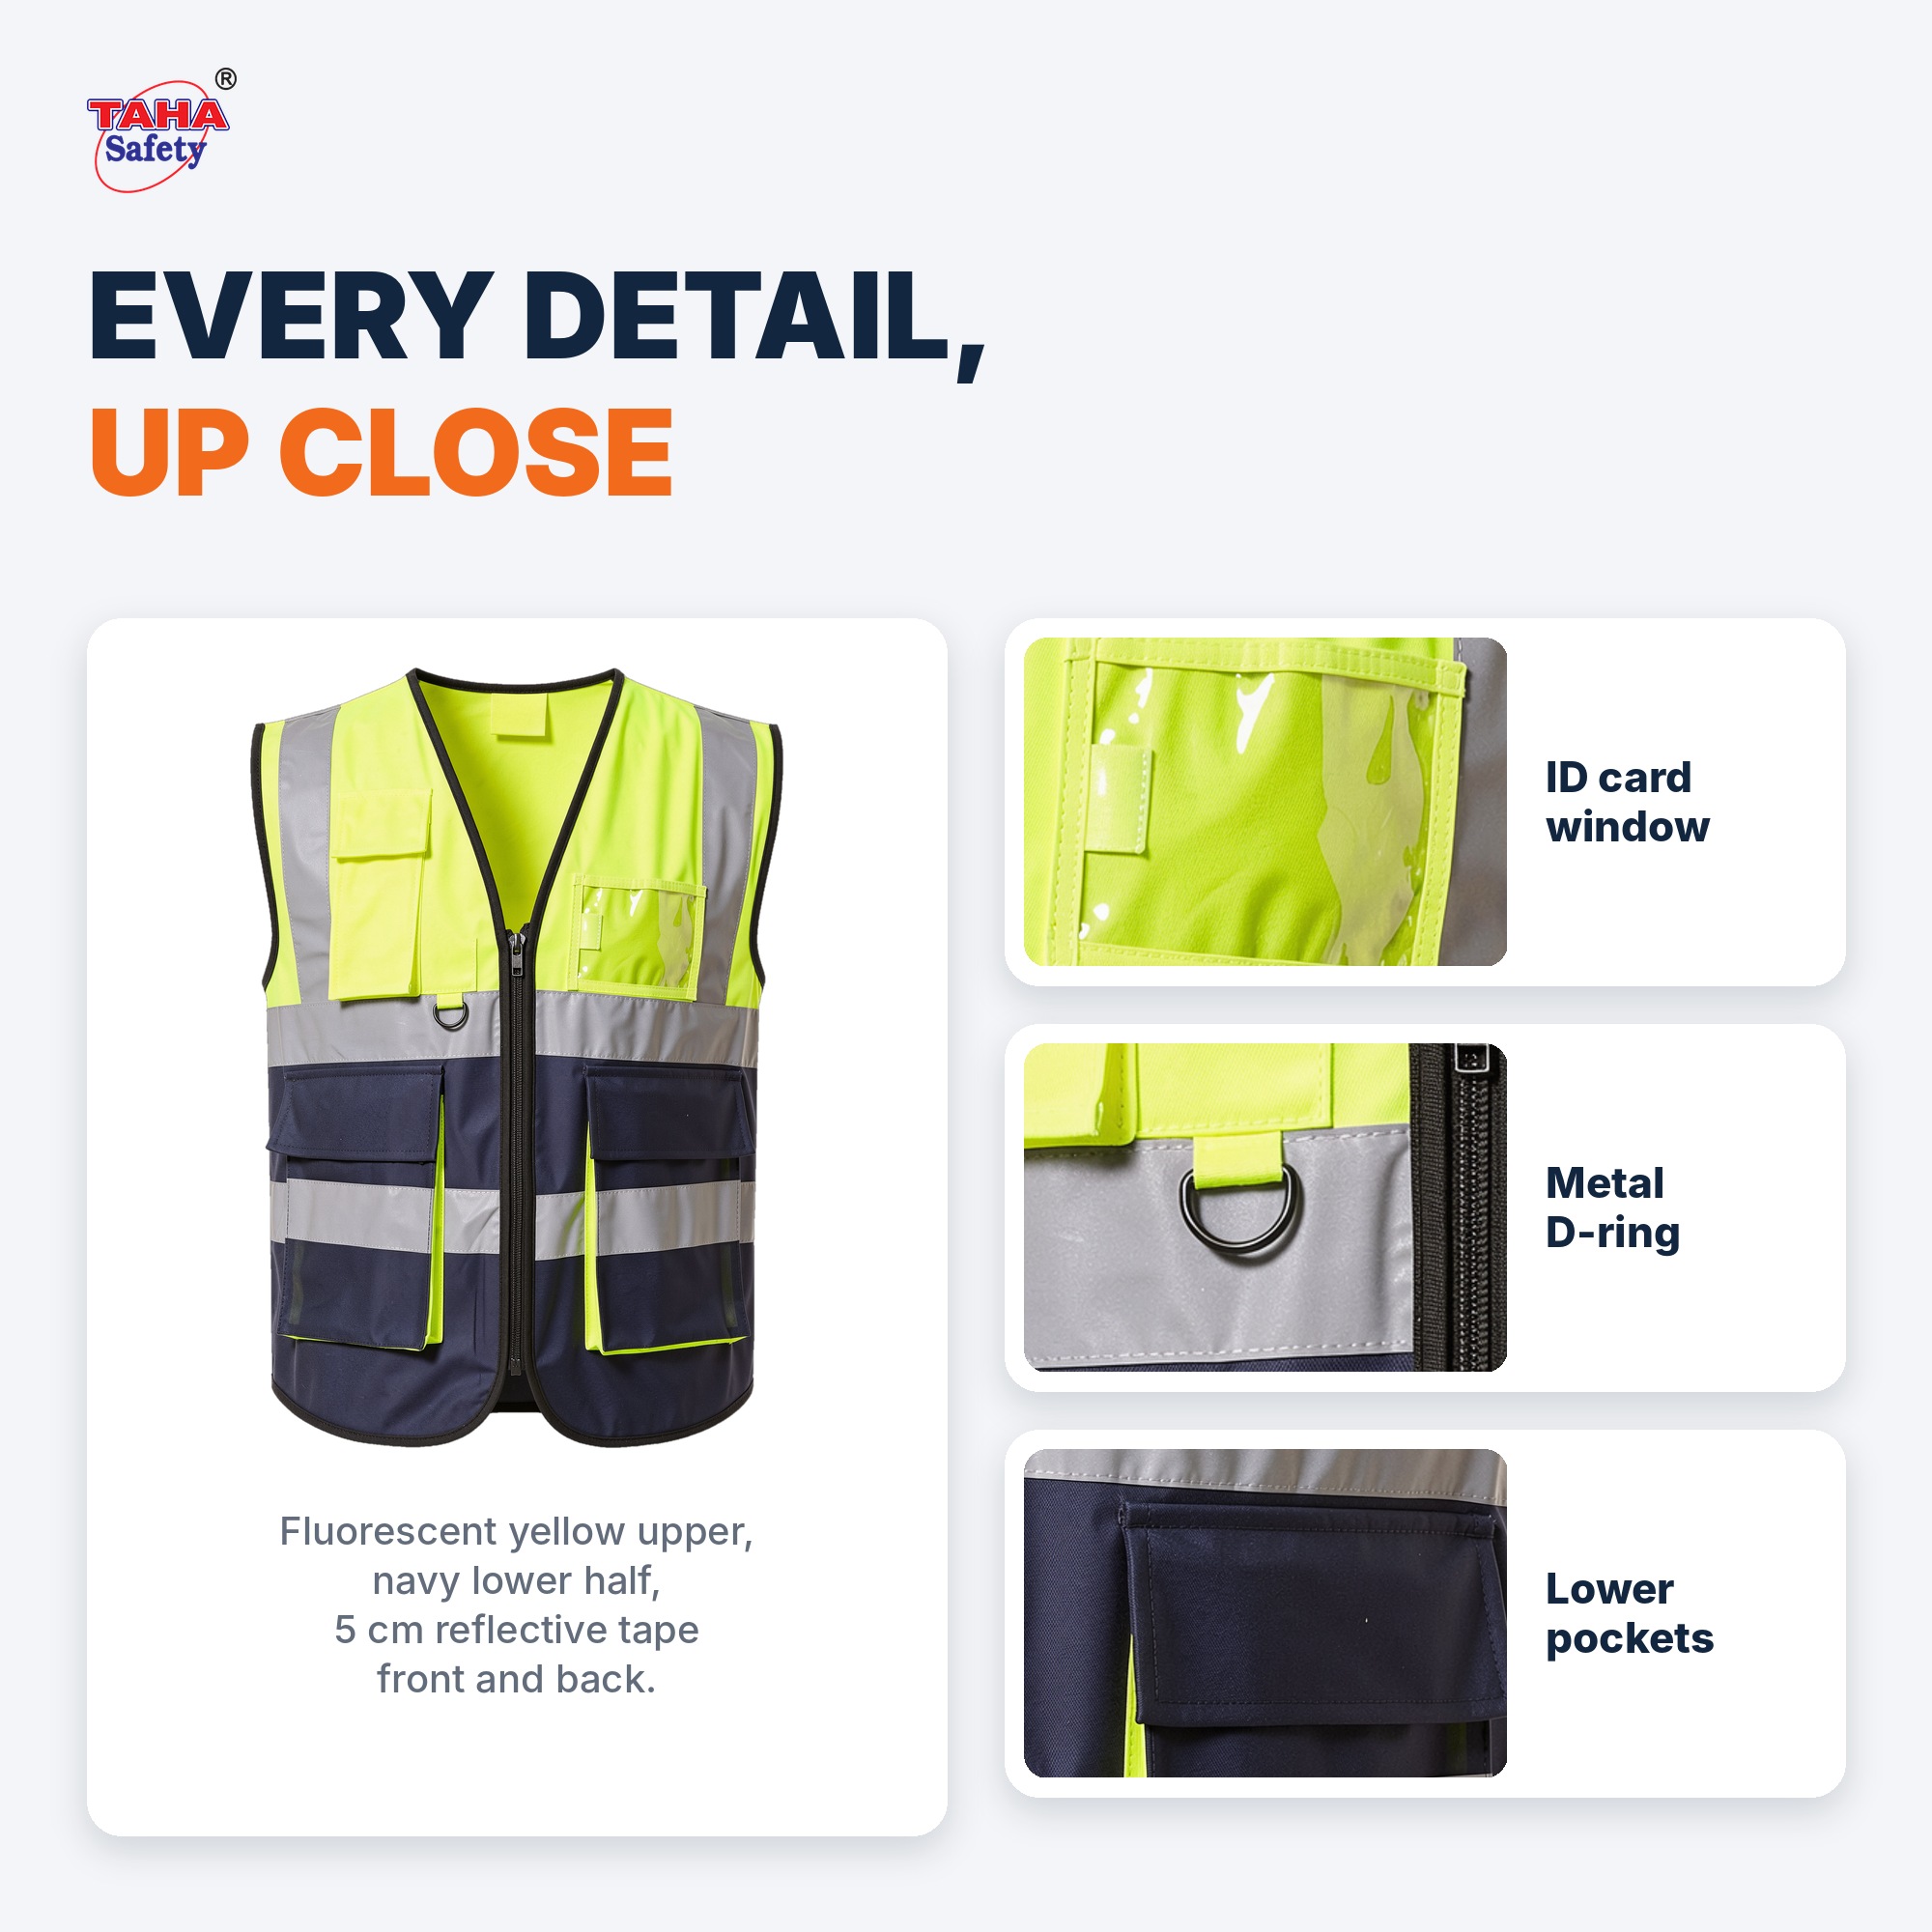 TAHA®
Safety
EVERY DETAIL,
UP CLOSE
Fluorescent yellow upper,
navy lower half,
5 cm reflective tape
front and back.
ID card
window
Metal
D-ring
Lower
pockets